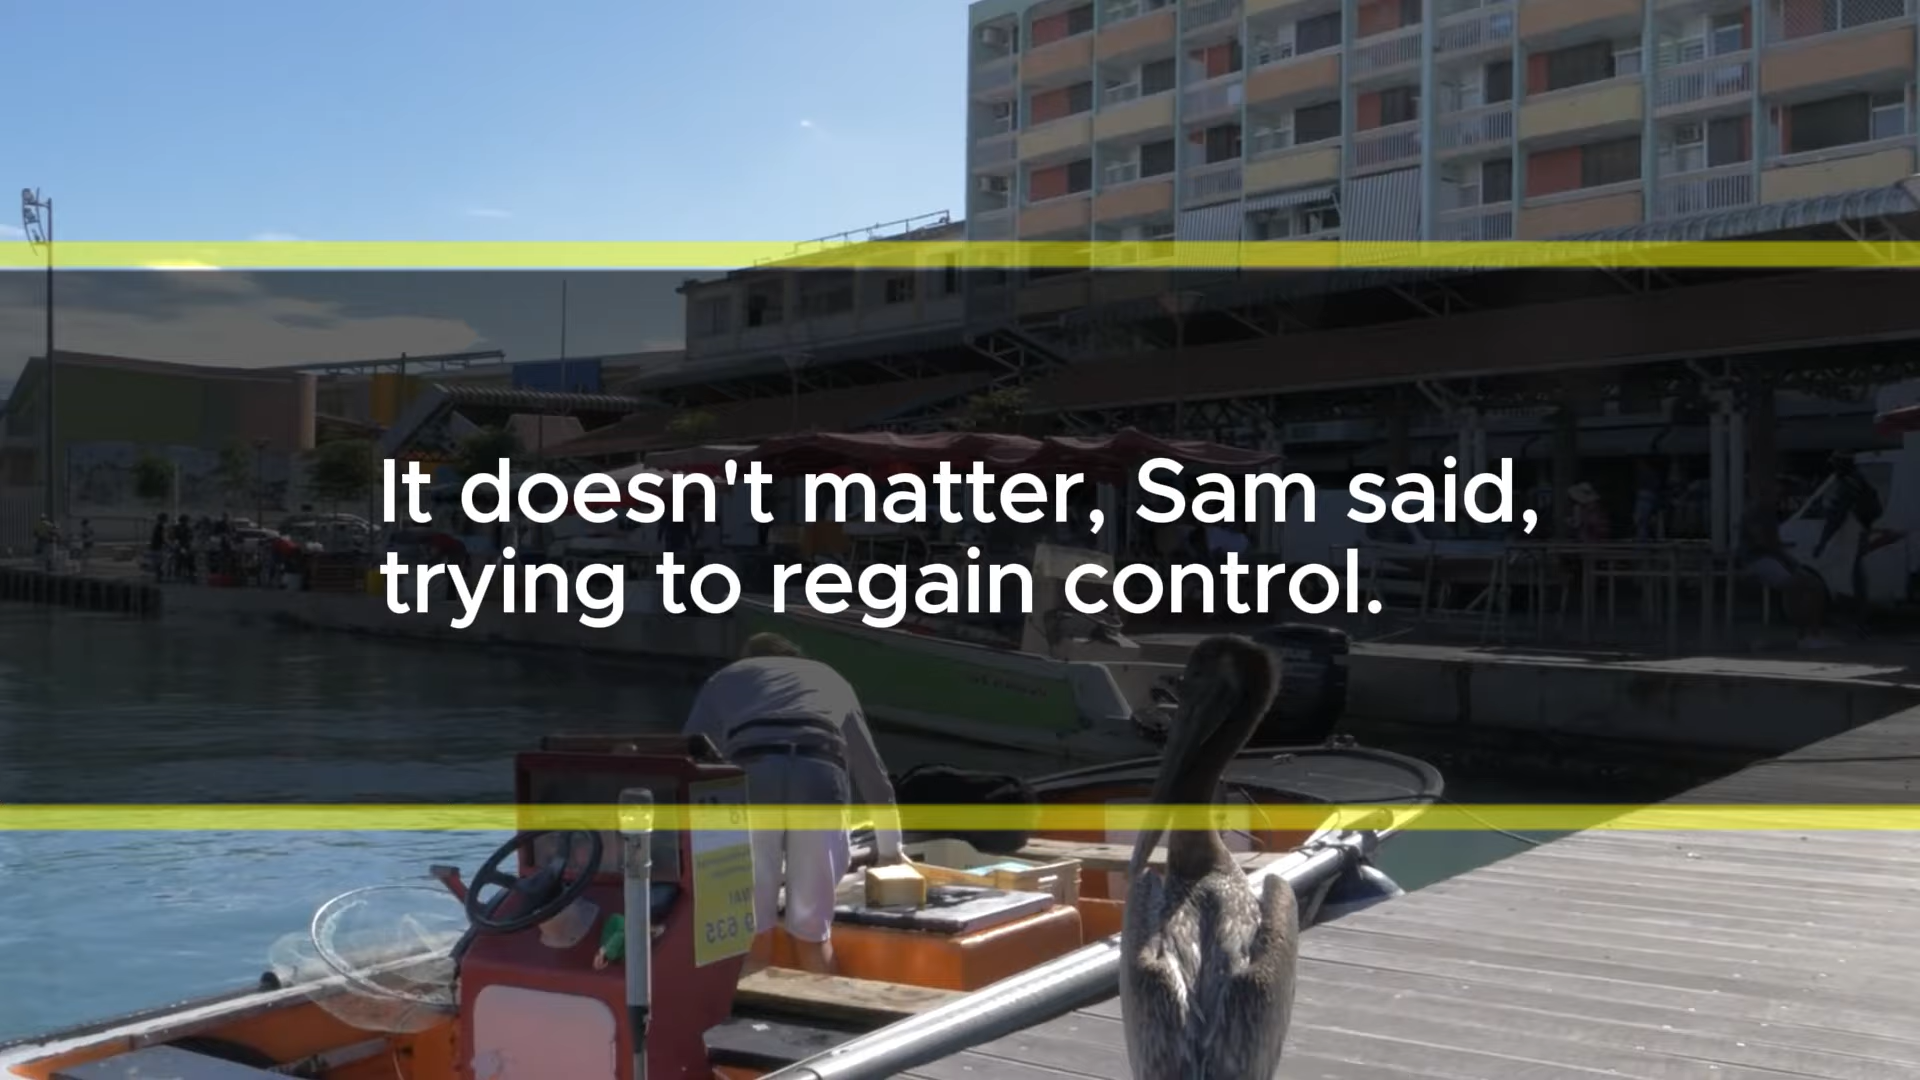 It doesn't matter, Sam said,
trying to regain control.